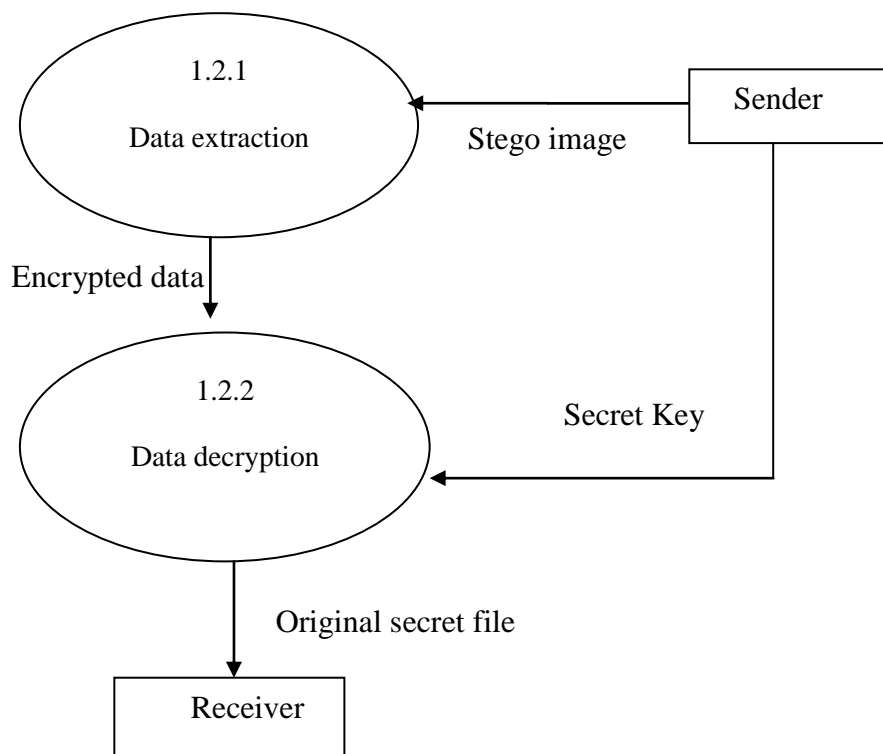 1.2.1
Data extraction
Sender
Stego image
Encrypted data
1.2.2
Data decryption
Secret Key
Original secret file
Receiver